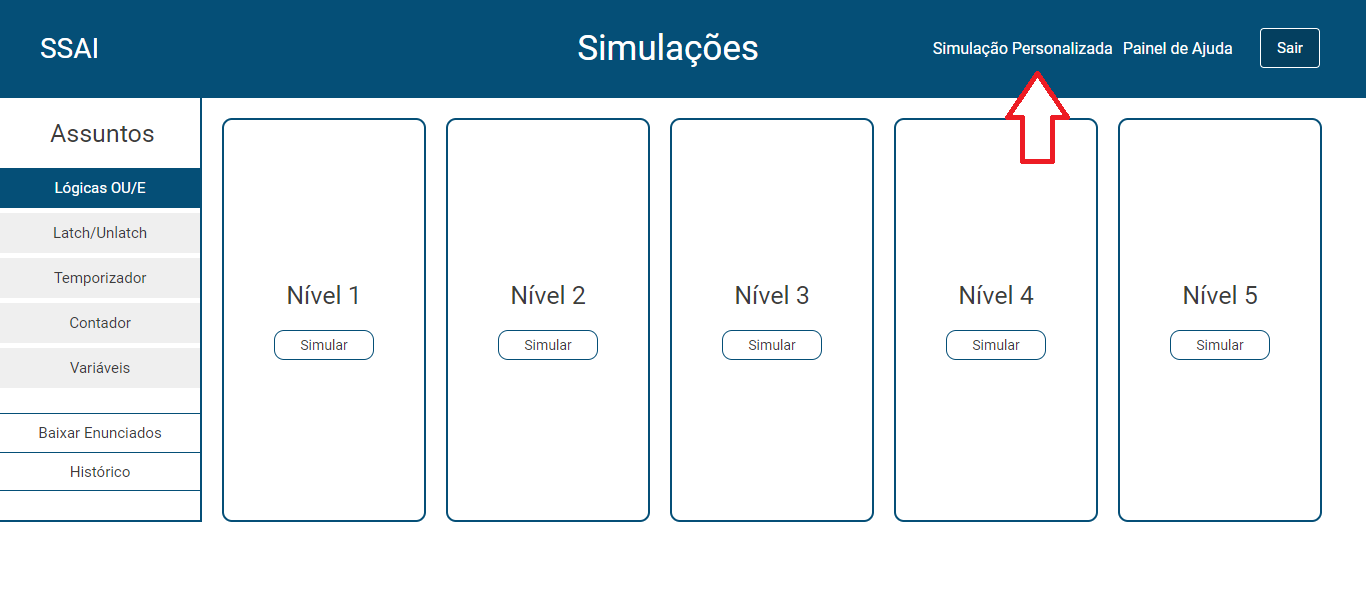 SSAI
Simulações
Simulação Personalizada
Painel de Ajuda
Sair
Assuntos
Lógicas OU/E
Latch/Unlatch
Temporizador
Contador
Variáveis
Baixar Enunciados
Histórico
Nível 1
Simular
Nível 2
Simular
Nível 3
Simular
Nível 4
Simular
Nível 5
Simular